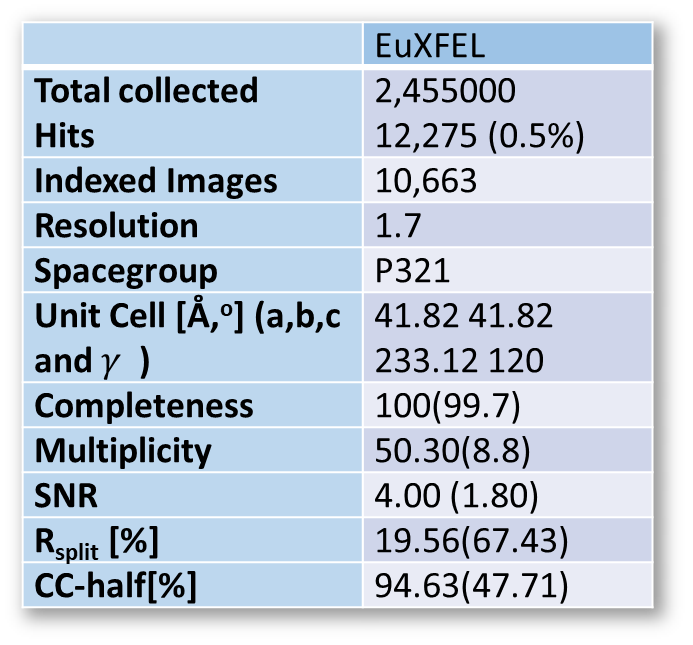 EuXFEL
Total collected 2,455000
Hits 12,275 (0.5%)
Indexed Images 10,663
Resolution 1.7
Spacegroup P321
Unit Cell [Å,º] (a,b,c 41.82 41.82
and γ ) 233.12 120
Completeness 100(99.7)
Multiplicity 50.30(8.8)
SNR 4.00 (1.80)
Rsplit [%] 19.56(67.43)
CC-half[%] 94.63(47.71)